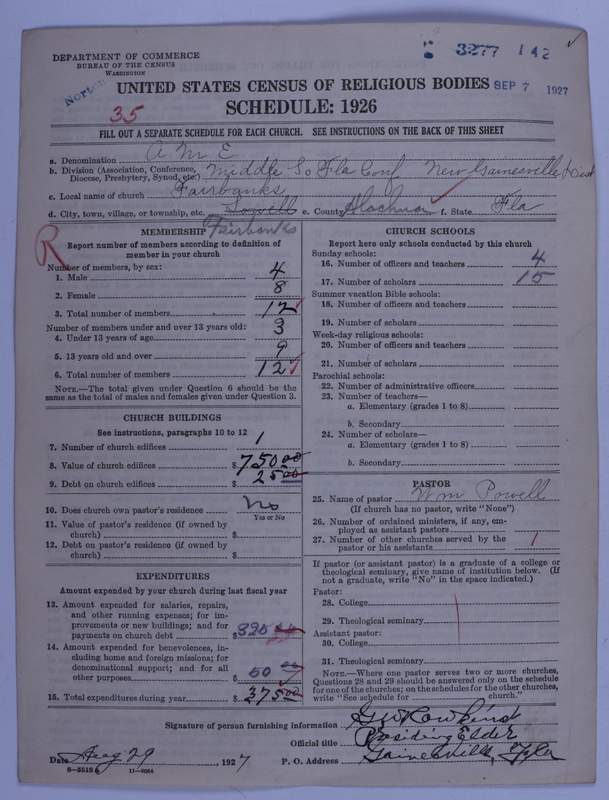 3277 142
DEPARTMENT OF COMMERCE
BUREAU OF THE CENSUS
WASHINGTON
Norton
UNITED STATES CENSUS OF RELIGIOUS BODIES SEP 7 1927
35
SCHEDULE: 1926
FILL OUT A SEPARATE SCHEDULE FOR EACH CHURCH. SEE INSTRUCTIONS ON THE BACK OF THIS SHEET
a. Denomination A M E
b. Division (Association, Conference, Diocese, Presbytery, Synod, etc.) Middle So Fla Conf New Gainesville Dist
c. Local name of church Fairbanks
d. City, town, village, or township, etc. Lowell e. County Alachua f. State Fla
Fairbanks
R
MEMBERSHIP
Report number of members according to definition of
member in your church
Number of members, by sex:
1. Male 4
2. Female 8
3. Total number of members 12
Number of members under and over 13 years old:
4. Under 13 years of age 3
5. 13 years old and over 9
6. Total number of members 12
NOTE.—The total given under Question 6 should be the
same as the total of males and females given under Question 3.
CHURCH BUILDINGS
See instructions, paragraphs 10 to 12
7. Number of church edifices 1
8. Value of church edifices $750.00
9. Debt on church edifices $25.00
10. Does church own pastor's residence No
Yes or No
11. Value of pastor's residence (if owned by
church) $
12. Debt on pastor's residence (if owned by
church) $
EXPENDITURES
Amount expended by your church during last fiscal year
13. Amount expended for salaries, repairs,
and other running expenses; for im-
provements or new buildings; and for
payments on church debt $325
14. Amount expended for benevolences,
including home and foreign missions; for
denominational support; and for all
other purposes $50
15. Total expenditures during year $375.00
CHURCH SCHOOLS
Report here only schools conducted by this church
Sunday schools:
16. Number of officers and teachers 4
17. Number of scholars 15
Summer vacation Bible schools:
18. Number of officers and teachers
19. Number of scholars
Week-day religious schools:
20. Number of officers and teachers
21. Number of scholars
Parochial schools:
22. Number of administrative officers
23. Number of teachers—
a. Elementary (grades 1 to 8)
b. Secondary
24. Number of scholars—
a. Elementary (grades 1 to 8)
b. Secondary
PASTOR
25. Name of pastor Wm Powell
(If church has no pastor, write "None")
26. Number of ordained ministers, if any, em-
ployed as assistant pastors
27. Number of other churches served by the
pastor or his assistants 1
If pastor (or assistant pastor) is a graduate of a college or
theological seminary, give name of institution below. (If
not a graduate, write "No" in the space indicated.)
Pastor:
28. College
29. Theological seminary
Assistant pastor:
30. College
31. Theological seminary
NOTE.—Where one pastor serves two or more churches,
Questions 28 and 29 should be answered only on the schedule
for one of the churches; on the schedules for the other churches,
write "See schedule for church."
Signature of person furnishing information
Official title Presiding Elder
Date Aug 29, 1927 P. O. Address Gainesville, Fla
11—9054